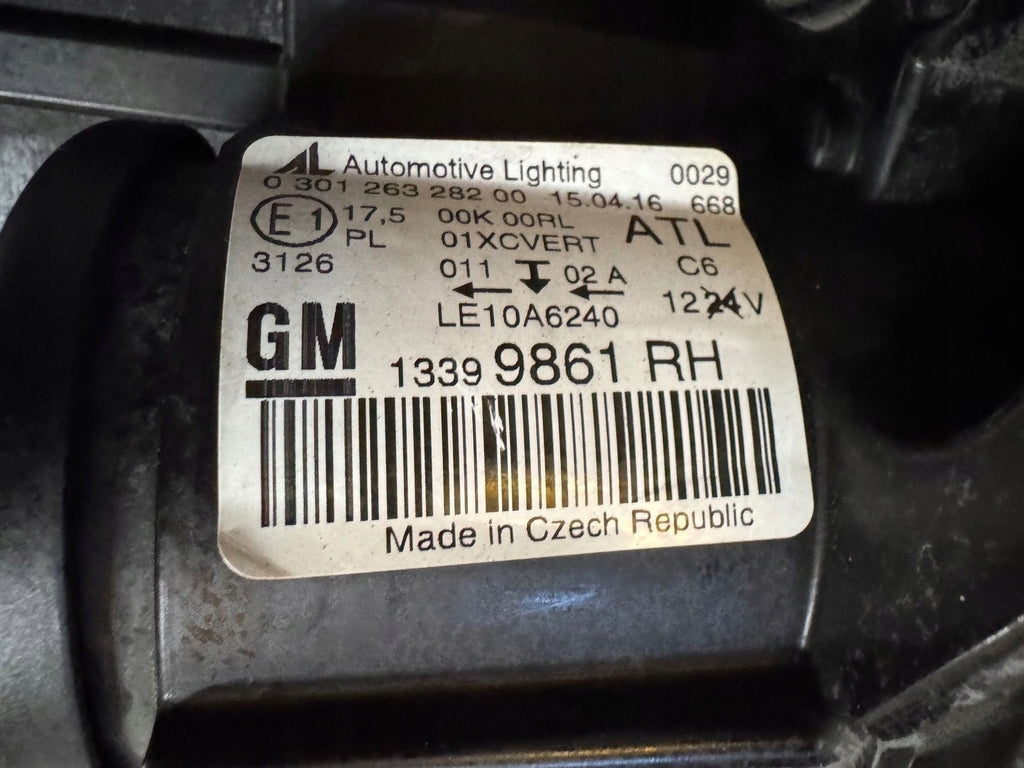 AL Automotive Lighting 0029
0 301 263 282 00 15.04.16 668
E1 17,5 00K 00RL ATL
PL 01XCVERT
3126 011 02 A C6
LE10A6240 12 24 V
GM
1339 9861 RH
Made in Czech Republic